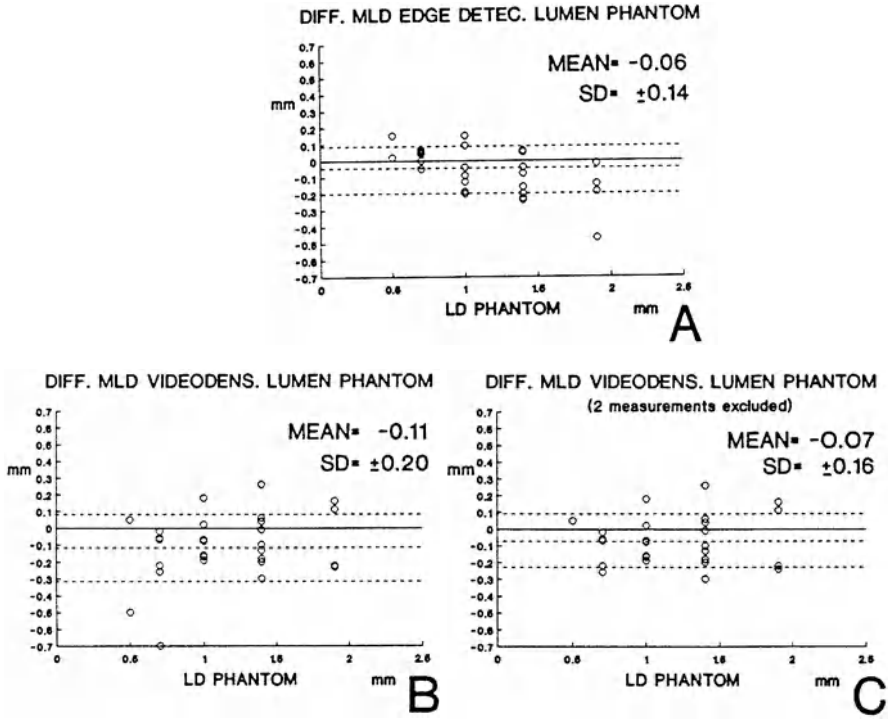 DIFF. MLD EDGE DETEC. LUMEN PHANTOM
MEAN= -0.06
SD= ±0.14
mm
0.7
0.6
0.5
0.4
0.3
0.2
0.1
0
-0.1
-0.2
-0.3
-0.4
-0.5
-0.6
-0.7
0 0.5 1 1.5 2 2.5
LD PHANTOM mm
A
DIFF. MLD VIDEODENS. LUMEN PHANTOM
MEAN= -0.11
SD= ±0.20
mm
0.7
0.6
0.5
0.4
0.3
0.2
0.1
0
-0.1
-0.2
-0.3
-0.4
-0.5
-0.6
-0.7
0 0.5 1 1.5 2 2.5
LD PHANTOM mm
B
DIFF. MLD VIDEODENS. LUMEN PHANTOM
(2 measurements excluded)
MEAN= -0.07
SD= ±0.16
mm
0.7
0.6
0.5
0.4
0.3
0.2
0.1
0
-0.1
-0.2
-0.3
-0.4
-0.5
-0.6
-0.7
0 0.5 1 1.5 2 2.5
LD PHANTOM mm
C